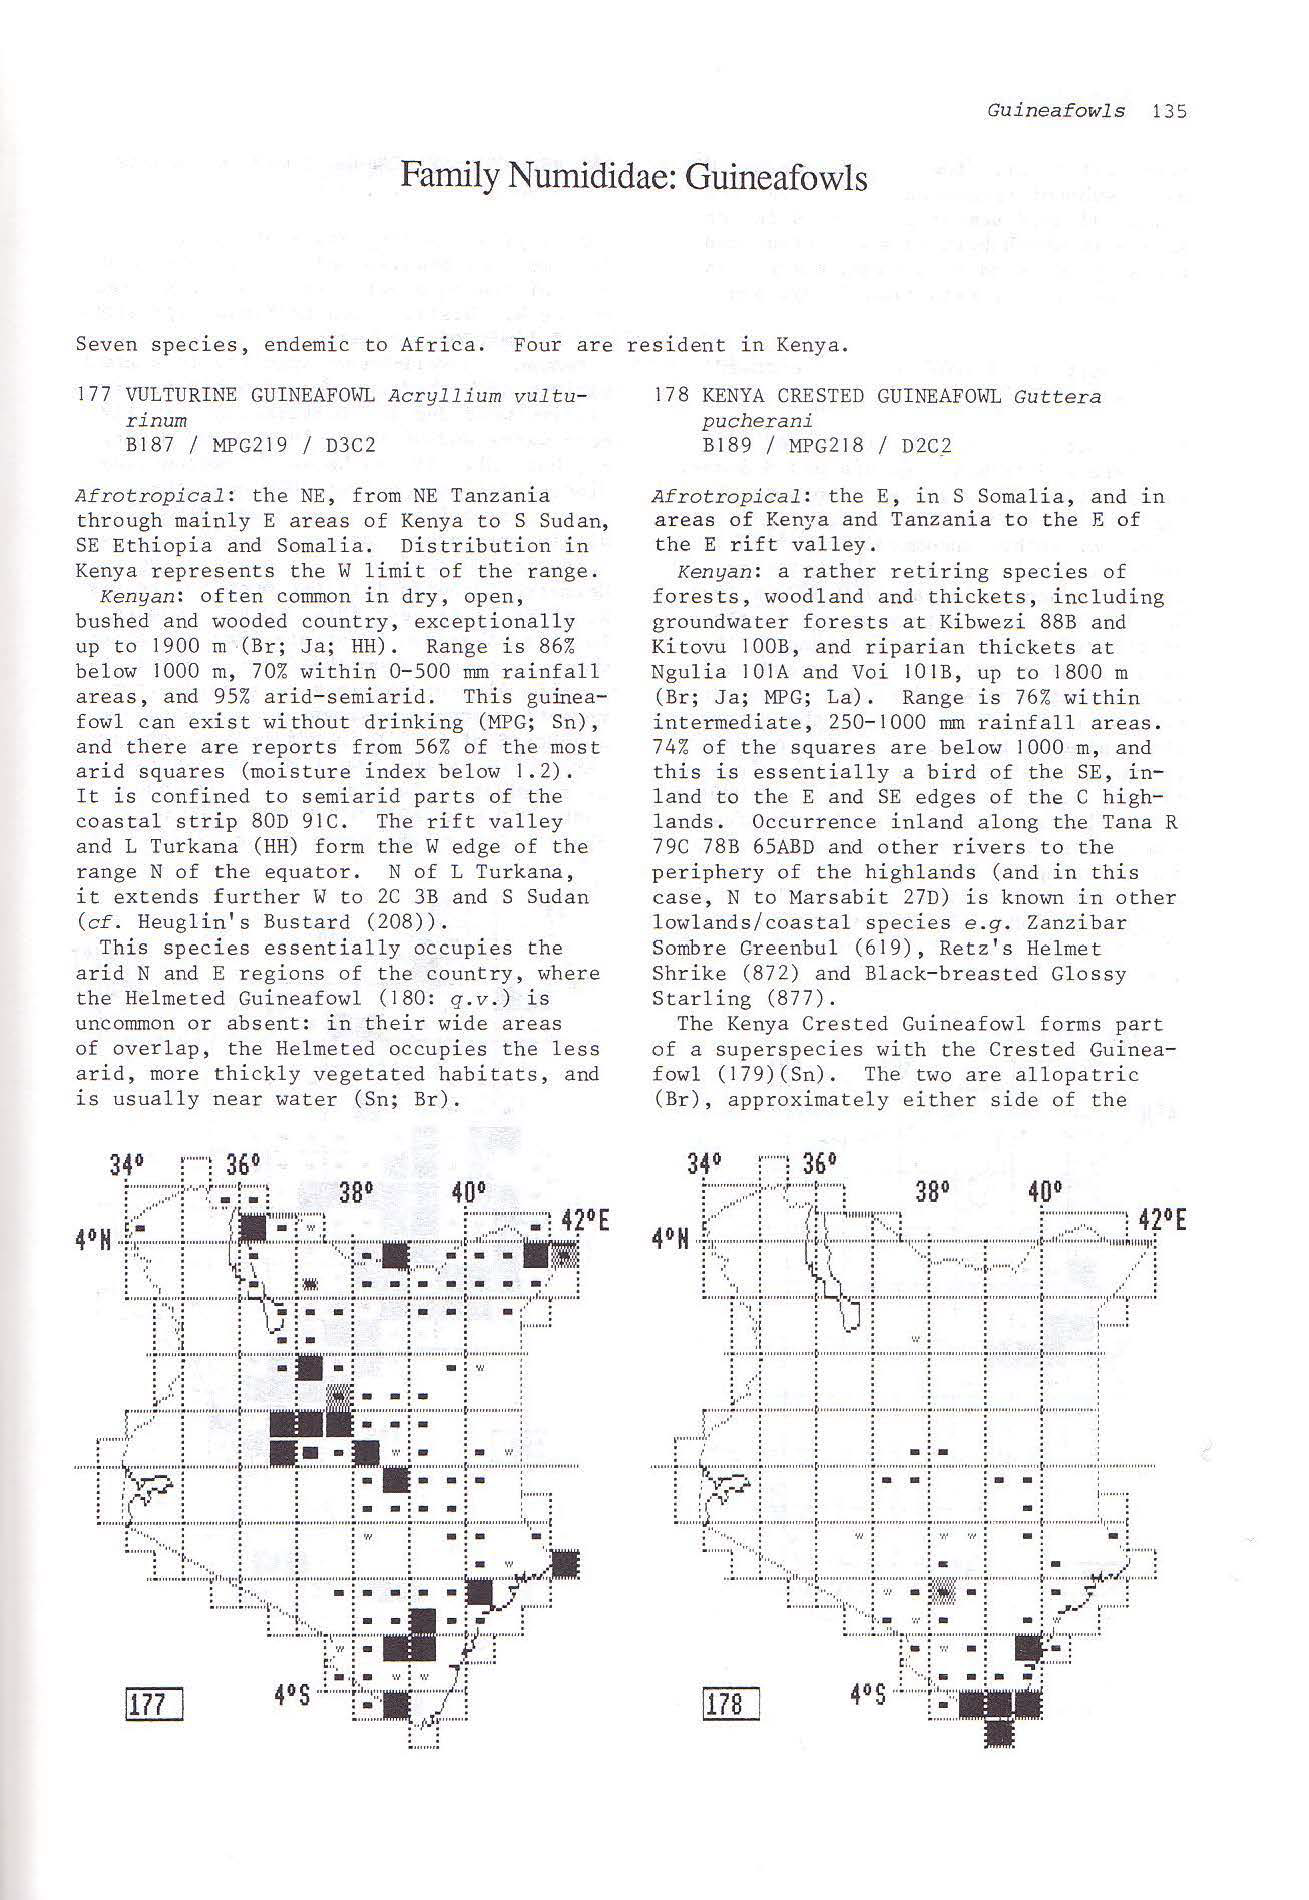 Guineafowls 135
Family Numididae: Guineafowls
Seven species, endemic to Africa. Four are resident in Kenya.
177 VULTURINE GUINEAFOWL Acryllium vultu-
rinum
B187 / MPG219 / D3C2
Afrotropical: the NE, from NE Tanzania
through mainly E areas of Kenya to S Sudan,
SE Ethiopia and Somalia. Distribution in
Kenya represents the W limit of the range.
Kenyan: often common in dry, open,
bushed and wooded country, exceptionally
up to 1900 m (Br; Ja; HH). Range is 86%
below 1000 m, 70% within 0-500 mm rainfall
areas, and 95% arid-semiarid. This guinea-
fowl can exist without drinking (MPG; Sn),
and there are reports from 56% of the most
arid squares (moisture index below 1.2).
It is confined to semiarid parts of the
coastal strip 80D 91C. The rift valley
and L Turkana (HH) form the W edge of the
range N of the equator. N of L Turkana,
it extends further W to 2C 3B and S Sudan
(cf. Heuglin's Bustard (208)).
This species essentially occupies the
arid N and E regions of the country, where
the Helmeted Guineafowl (180: q.v.) is
uncommon or absent: in their wide areas
of overlap, the Helmeted occupies the less
arid, more thickly vegetated habitats, and
is usually near water (Sn; Br).
178 KENYA CRESTED GUINEAFOWL Guttera
pucherani
B189 / MPG218 / D2C2
Afrotropical: the E, in S Somalia, and in
areas of Kenya and Tanzania to the E of
the E rift valley.
Kenyan: a rather retiring species of
forests, woodland and thickets, including
groundwater forests at Kibwezi 88B and
Kitovu 100B, and riparian thickets at
Ngulia 101A and Voi 101B, up to 1800 m
(Br; Ja; MPG; La). Range is 76% within
intermediate, 250-1000 mm rainfall areas.
74% of the squares are below 1000 m, and
this is essentially a bird of the SE, in-
land to the E and SE edges of the C high-
lands. Occurrence inland along the Tana R
79C 78B 65ABD and other rivers to the
periphery of the highlands (and in this
case, N to Marsabit 27D) is known in other
lowlands/coastal species e.g. Zanzibar
Sombre Greenbul (619), Retz's Helmet
Shrike (872) and Black-breasted Glossy
Starling (877).
The Kenya Crested Guineafowl forms part
of a superspecies with the Crested Guinea-
fowl (179)(Sn). The two are allopatric
(Br), approximately either side of the
34° 36°
38° 40°
42°E
4°N
4°S
177
34° 36°
38° 40°
42°E
4°N
4°S
178